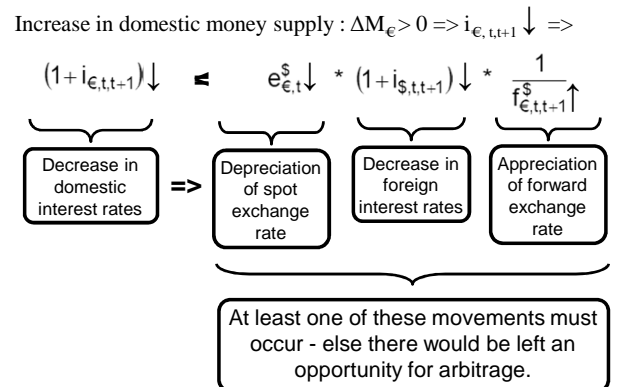 Increase in domestic money supply : ΔM€ > 0 => i€, t,t+1 ↓ =>
(1+i€,t,t+1)↓ ≤ e$€,t↓ * (1+i$,t,t+1)↓ * 1/f$€,t,t+1↑
Decrease in domestic interest rates
=>
Depreciation of spot exchange rate
Decrease in foreign interest rates
Appreciation of forward exchange rate
At least one of these movements must
occur - else there would be left an
opportunity for arbitrage.